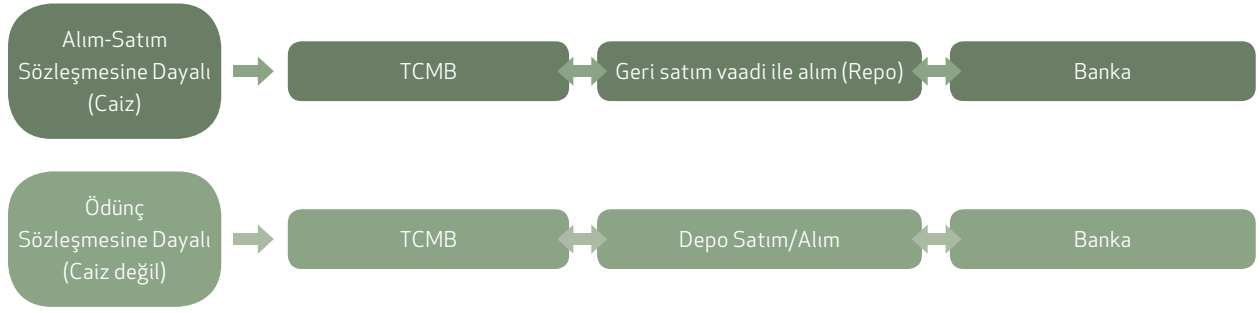 Alım-Satım
Sözleşmesine Dayalı
(Caiz)
TCMB
Geri satım vaadi ile alım (Repo)
Banka
Ödünç
Sözleşmesine Dayalı
(Caiz değil)
TCMB
Depo Satım/Alım
Banka